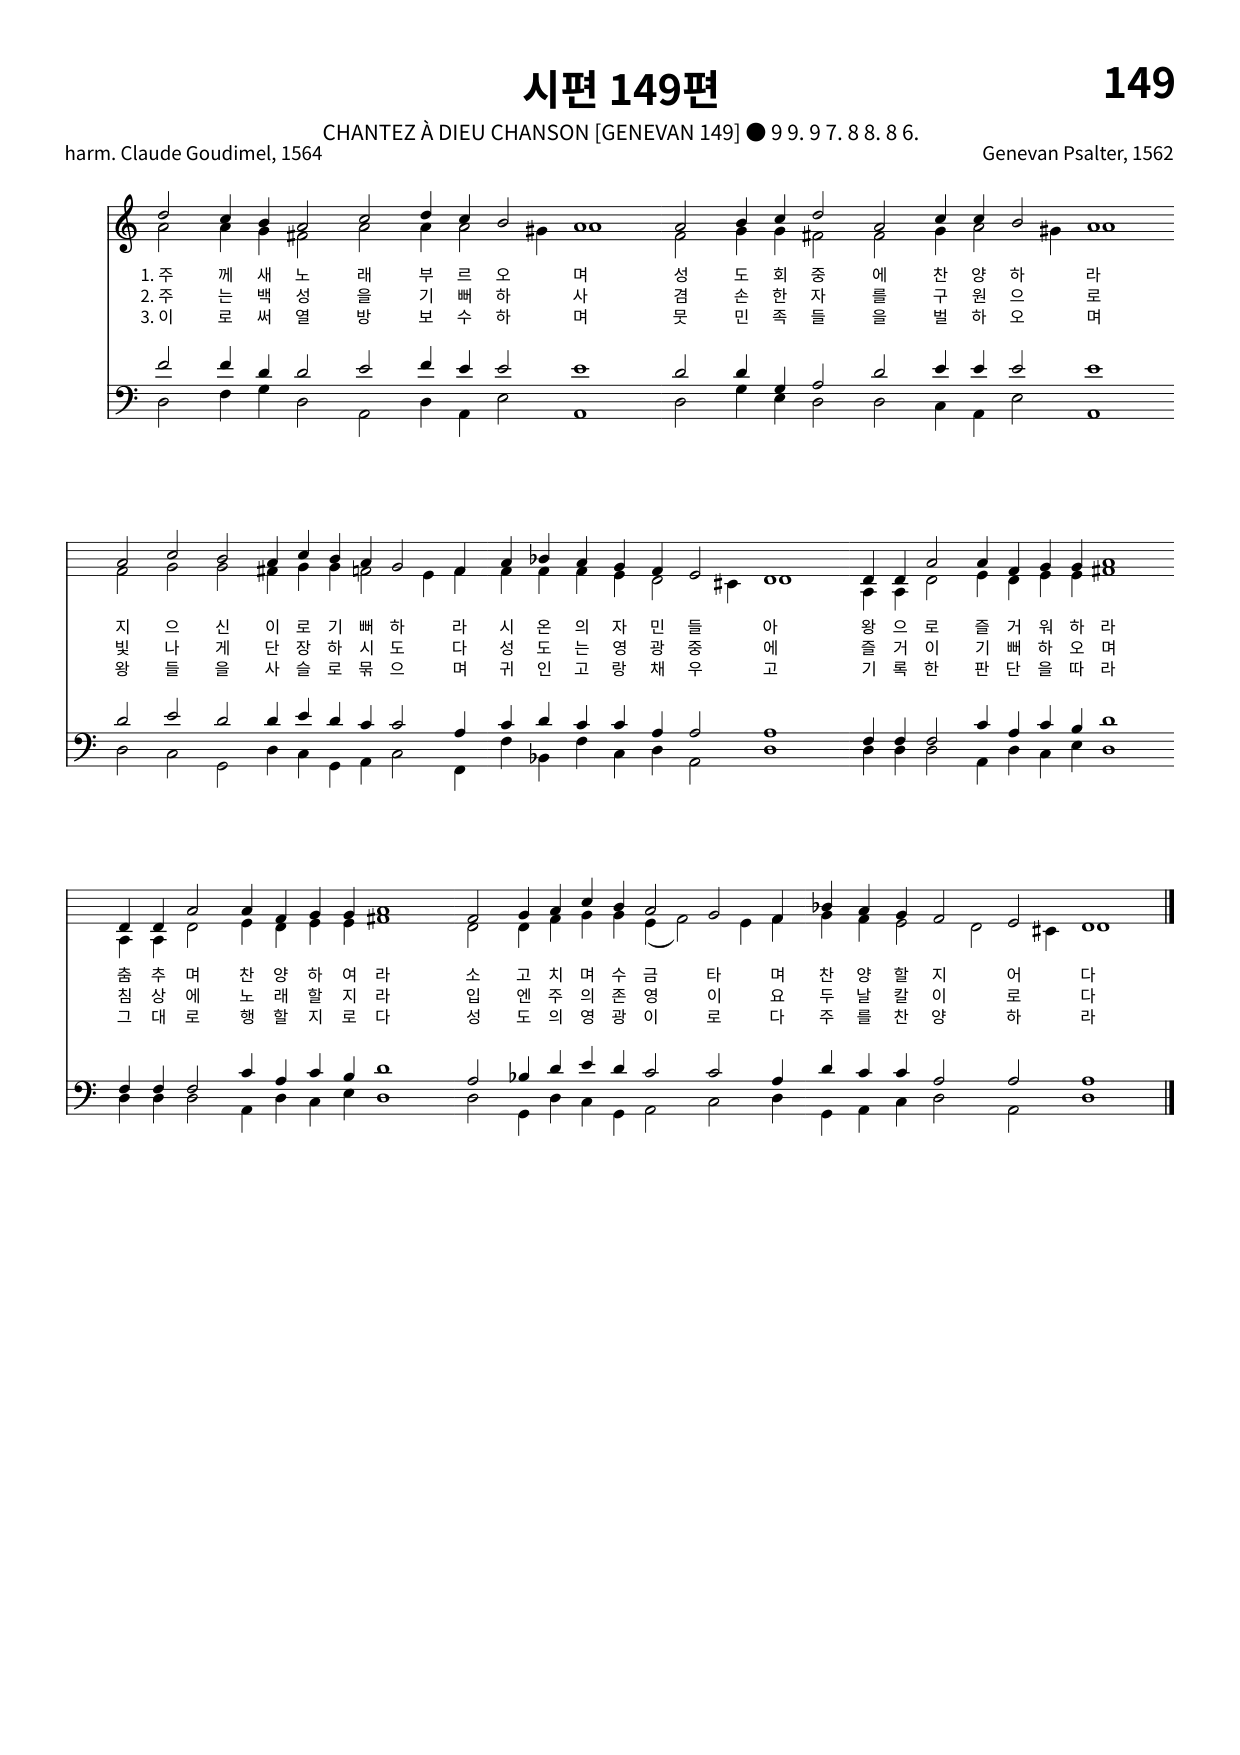 149
시편 149편
CHANTEZ À DIEU CHANSON [GENEVAN 149] ● 9 9. 9 7. 8 8. 8 6.
harm. Claude Goudimel, 1564
Genevan Psalter, 1562
1. 주 께 새 노 래 부 르 오 며 성 도 회 중 에 찬 양 하 라
2. 주 는 백 성 을 기 뻐 하 사 겸 손 한 자 를 구 원 으 로
3. 이 로 써 열 방 보 수 하 며 뭇 민 족 들 을 벌 하 오 며
지 으 신 이 로 기 뻐 하 라 시 온 의 자 민 들 아 왕 으 로 즐 거 워 하 라
빛 나 게 단 장 하 시 도 다 성 도 는 영 광 중 에 즐 거 이 기 뻐 하 오 며
왕 들 을 사 슬 로 묶 으 며 귀 인 고 랑 채 우 고 기 록 한 판 단 을 따 라
춤 추 며 찬 양 하 여 라 소 고 치 며 수 금 타 며 찬 양 할 지 어 다
침 상 에 노 래 할 지 라 입 엔 주 의 존 영 이 요 두 날 칼 이 로 다
그 대 로 행 할 지 로 다 성 도 의 영 광 이 로 다 주 를 찬 양 하 라